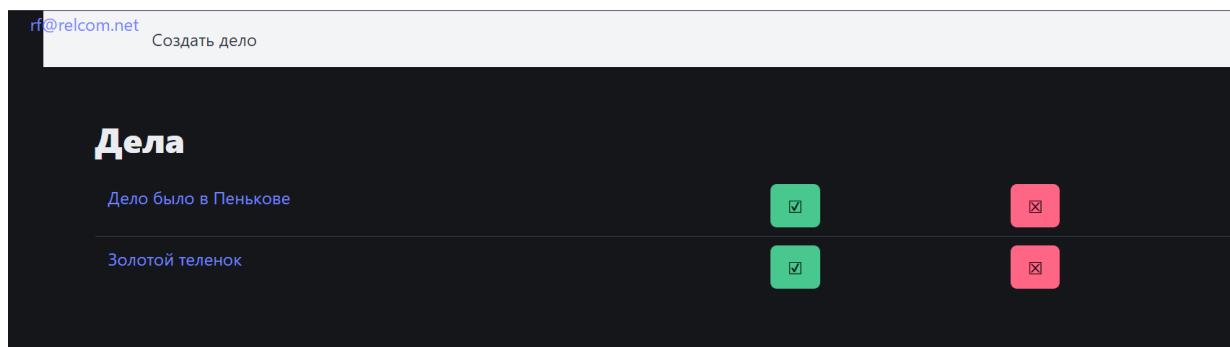 rf@relcom.net
Создать дело
Дела
Дело было в Пенькове ☑ ☒
Золотой теленок ☑ ☒